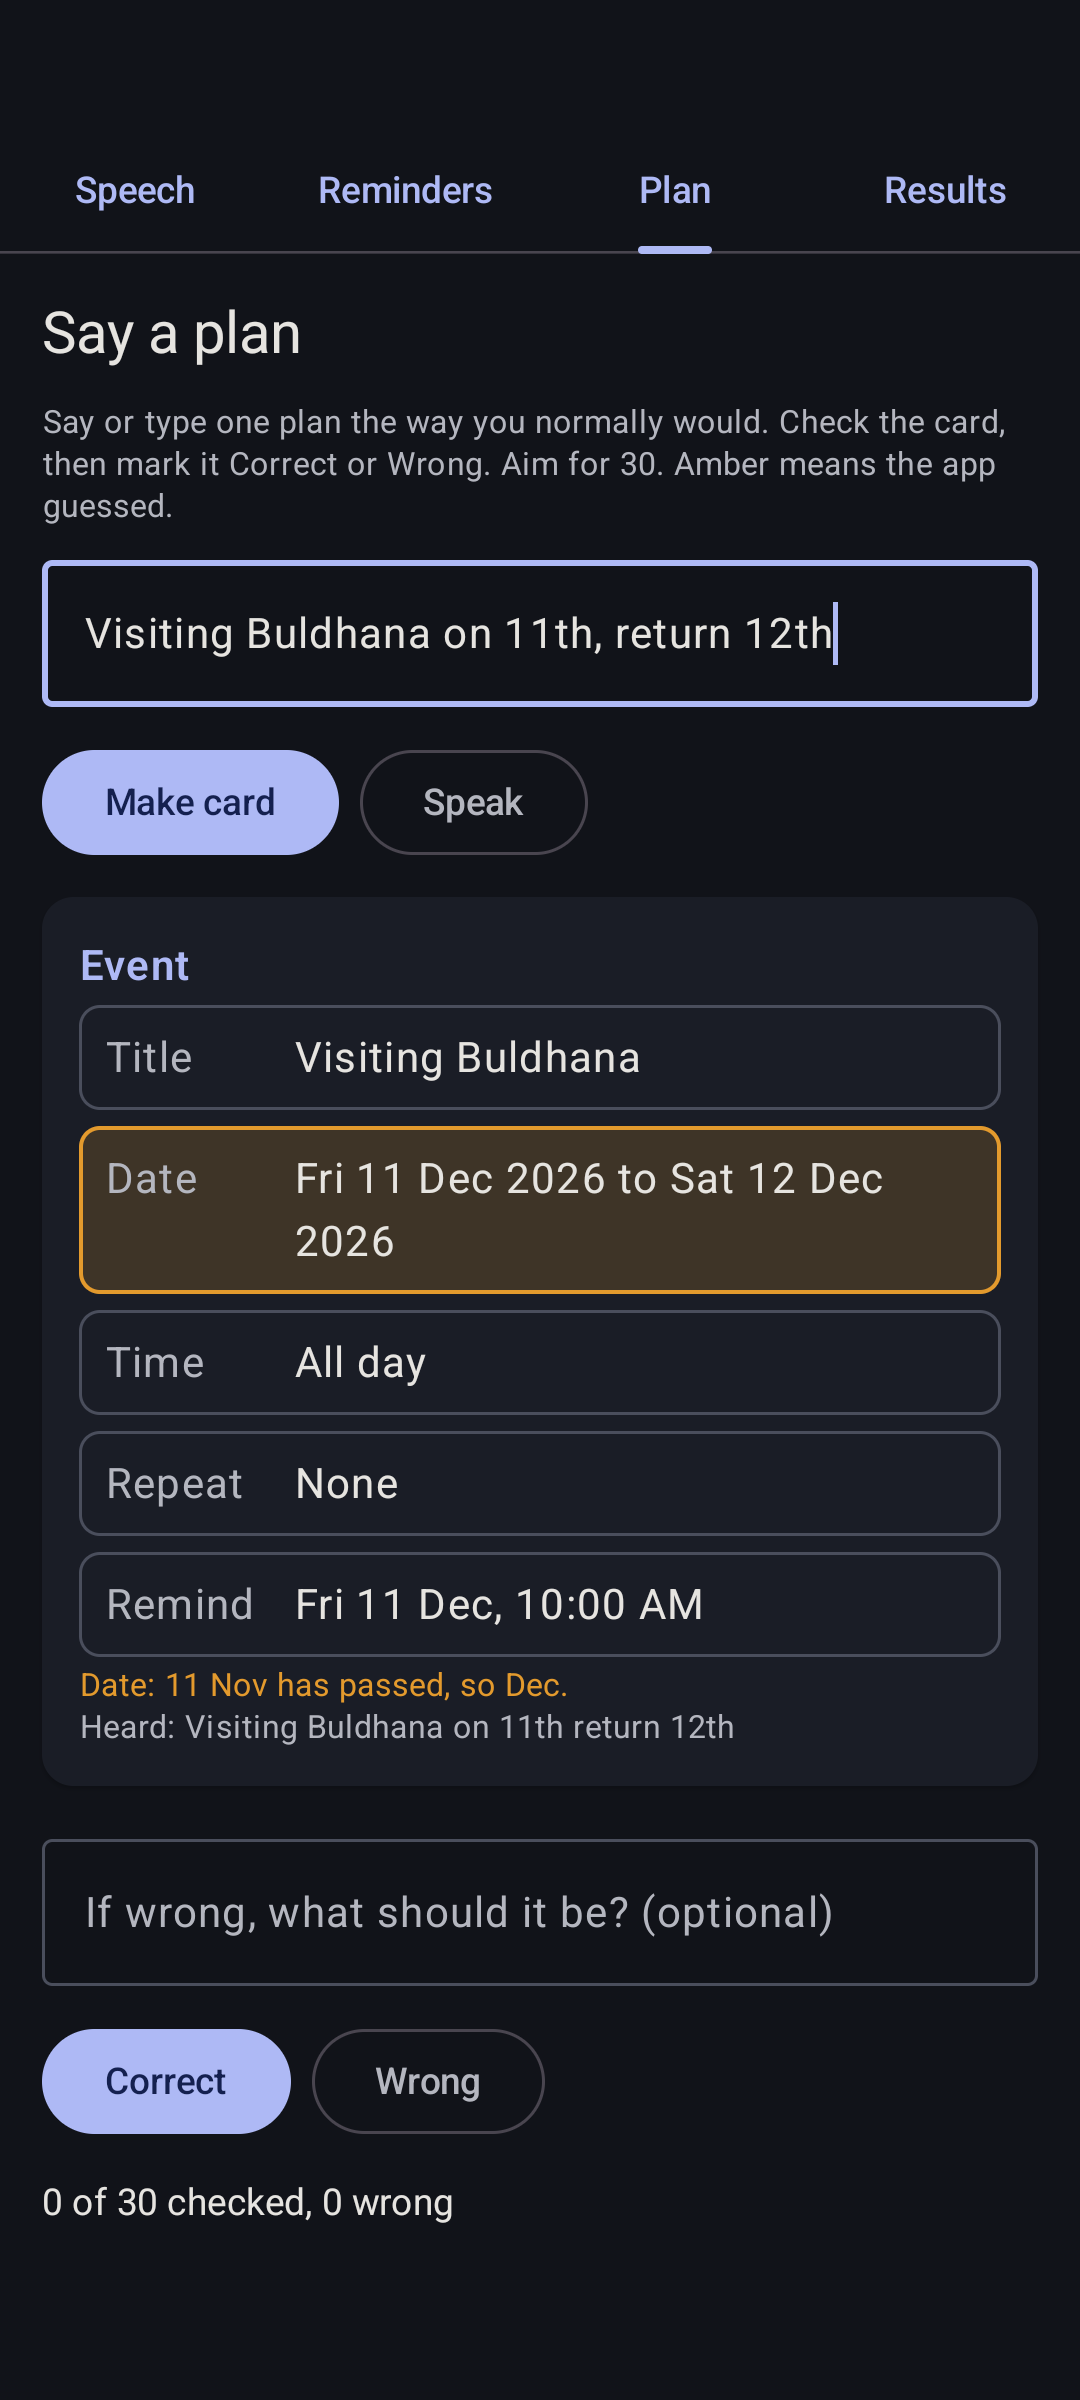 Speech Reminders Plan Results
Say a plan
Say or type one plan the way you normally would. Check the card,
then mark it Correct or Wrong. Aim for 30. Amber means the app
guessed.
Visiting Buldhana on 11th, return 12th
Make card Speak
Event
Title Visiting Buldhana
Date Fri 11 Dec 2026 to Sat 12 Dec
2026
Time All day
Repeat None
Remind Fri 11 Dec, 10:00 AM
Date: 11 Nov has passed, so Dec.
Heard: Visiting Buldhana on 11th return 12th
If wrong, what should it be? (optional)
Correct Wrong
0 of 30 checked, 0 wrong